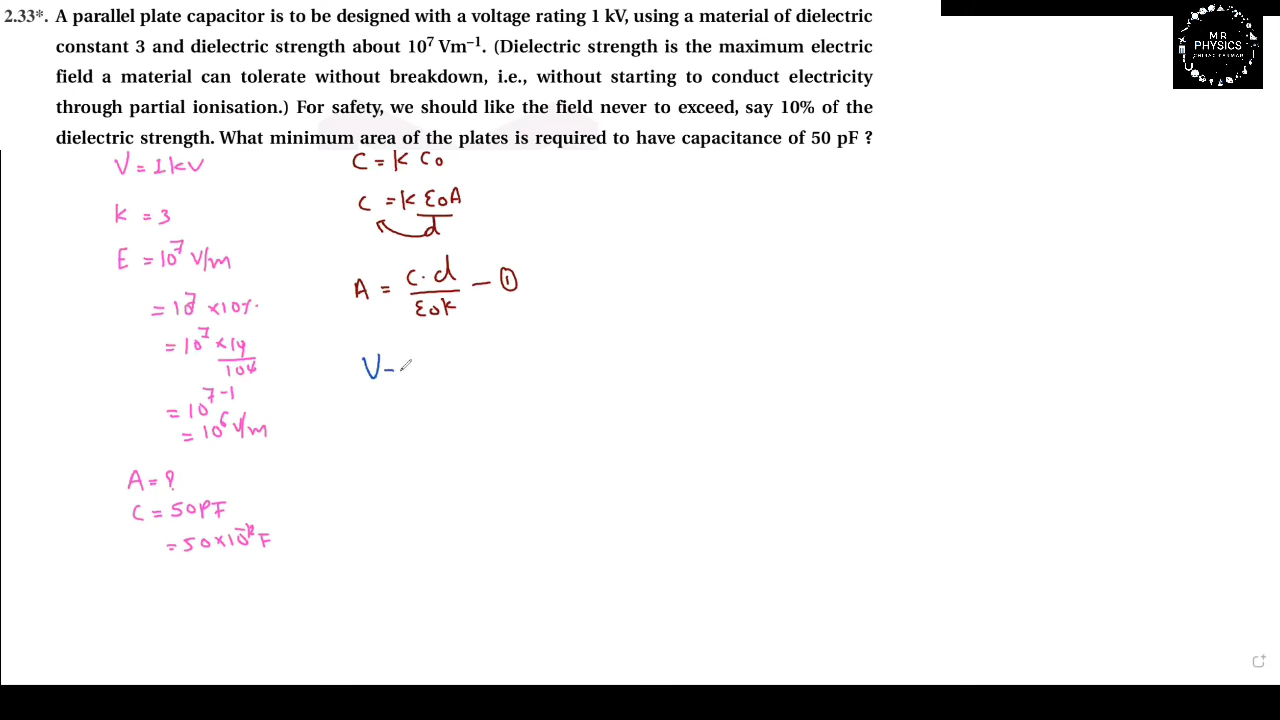 2.33*. A parallel plate capacitor is to be designed with a voltage rating 1 kV, using a material of dielectric
constant 3 and dielectric strength about 10⁷ Vm⁻¹. (Dielectric strength is the maximum electric
field a material can tolerate without breakdown, i.e., without starting to conduct electricity
through partial ionisation.) For safety, we should like the field never to exceed, say 10% of the
dielectric strength. What minimum area of the plates is required to have capacitance of 50 pF ?
MR
PHYSICS
V = 1kV
k = 3
E = 10⁷ V/m
= 10⁷ × 10%.
= 10⁷ × 10/100
= 10⁷⁻¹
= 10⁶ V/m
A = ?
C = 50PF
= 50×10⁻¹² F
C = k C₀
C = k ε₀A/d
A = C.d/ε₀k — ①
V -